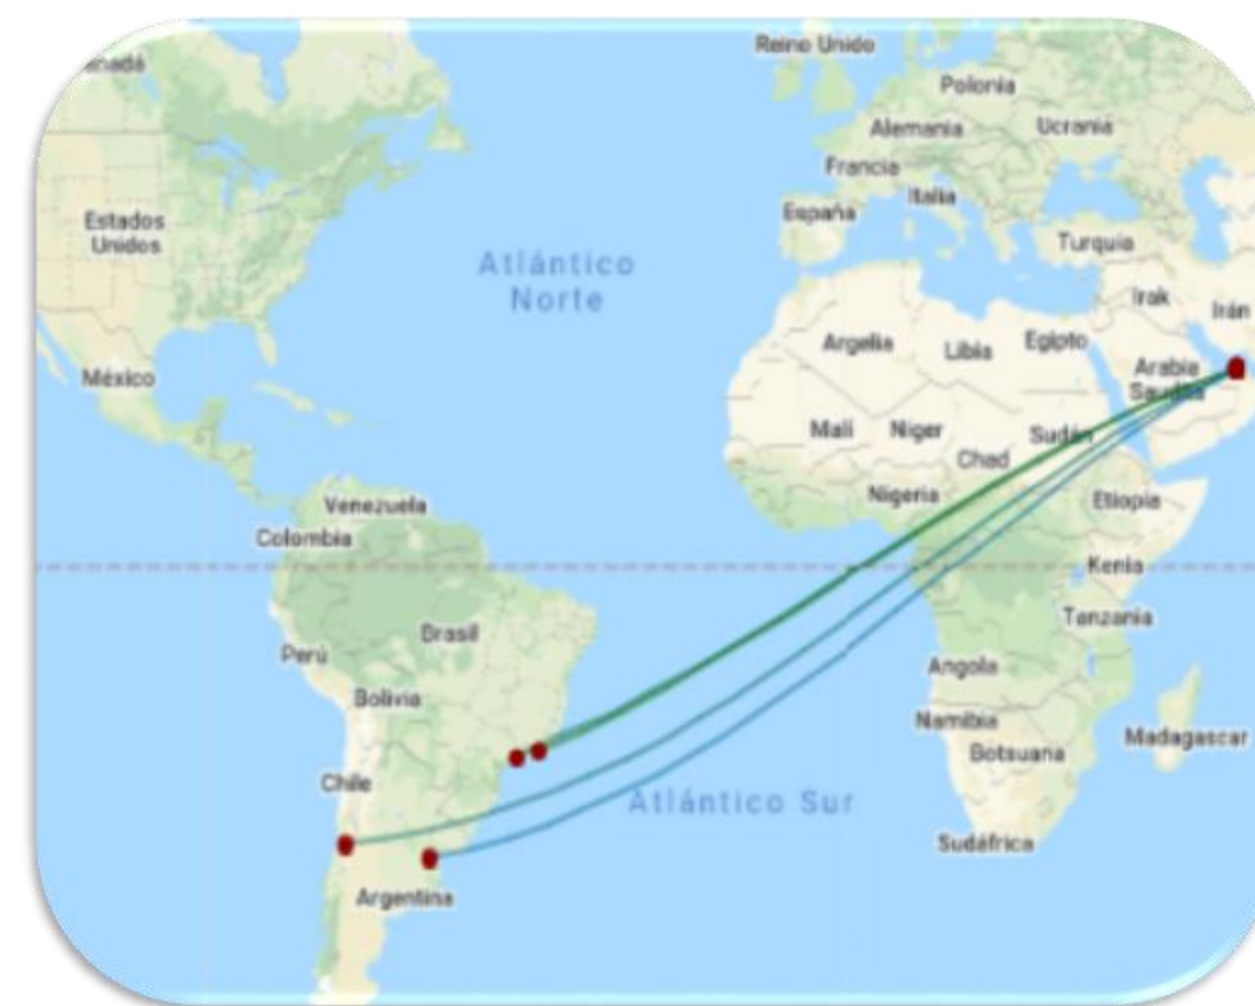 Reino Unido
Polonia
Alemania
Ucrania
Francia
Italia
España
Estados
Unidos
Turquía
Atlántico
Norte
Irak
Irán
Argelia
Libia
Egipto
Arabia
Saudita
México
Malí
Níger
Sudán
Chad
Nigeria
Etiopía
Venezuela
Colombia
Kenia
Tanzania
Brasil
Perú
Angola
Bolivia
Namibia
Botsuana
Madagascar
Chile
Atlántico Sur
Sudáfrica
Argentina